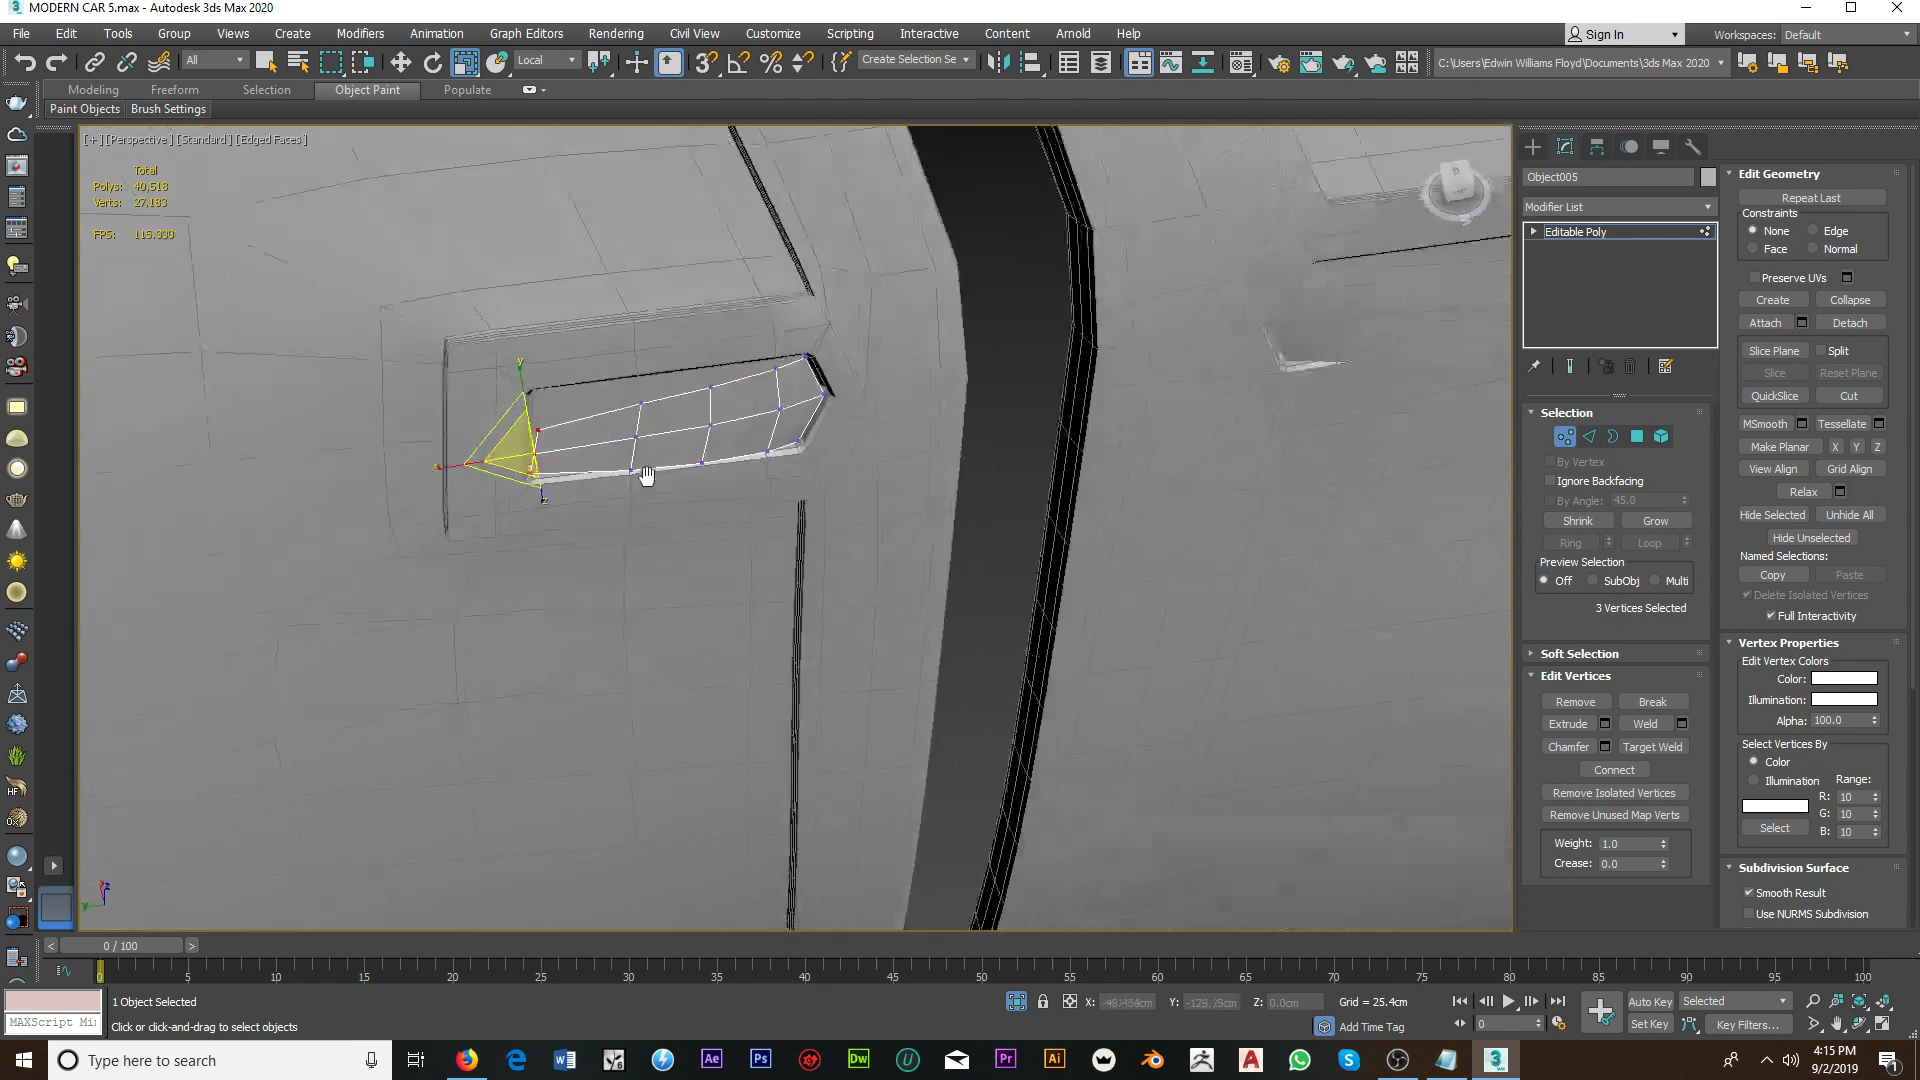 MODERN CAR 5.max - Autodesk 3ds Max 2020
File Edit Tools Group Views Create Modifiers Animation Graph Editors Rendering Civil View Customize Scripting Interactive Content Arnold Help
Sign In
Workspaces: Default
All
Local
Create Selection Se
C:\Users\Edwin Williams Floyd\Documents\3ds Max 2020
Modeling Freeform Selection Object Paint Populate
Paint Objects Brush Settings
[+] [Perspective] [Standard] [Edged Faces]
Total
Polys: 40,518
Verts: 27,183
FPS: 115.333
x
y
z
Object005
Modifier List
Editable Poly
Selection
By Vertex
Ignore Backfacing
By Angle: 45.0
Shrink Grow
Ring Loop
Preview Selection
Off SubObj Multi
3 Vertices Selected
Soft Selection
Edit Vertices
Remove Break
Extrude Weld
Chamfer Target Weld
Connect
Remove Isolated Vertices
Remove Unused Map Verts
Weight: 1.0
Crease: 0.0
Edit Geometry
Repeat Last
Constraints
None Edge
Face Normal
Preserve UVs
Create Collapse
Attach Detach
Slice Plane Split
Slice Reset Plane
QuickSlice Cut
MSmooth Tessellate
Make Planar X Y Z
View Align Grid Align
Relax
Hide Selected Unhide All
Hide Unselected
Named Selections:
Copy Paste
Delete Isolated Vertices
Full Interactivity
Vertex Properties
Edit Vertex Colors
Color:
Illumination:
Alpha: 100.0
Select Vertices By
Color
Illumination Range:
R: 10
G: 10
Select B: 10
Subdivision Surface
Smooth Result
Use NURMS Subdivision
0 / 100
0 5 10 15 20 25 30 35 40 45 50 55 60 65 70 75 80 85 90 95 100
1 Object Selected
MAXScript Mi
Click or click-and-drag to select objects
X: Y: Z: 0.0cm Grid = 25.4cm
Add Time Tag
0
Auto Key Selected
Set Key Key Filters...
Type here to search
Ae Ps Dw Pr Ai
4:15 PM
9/2/2019